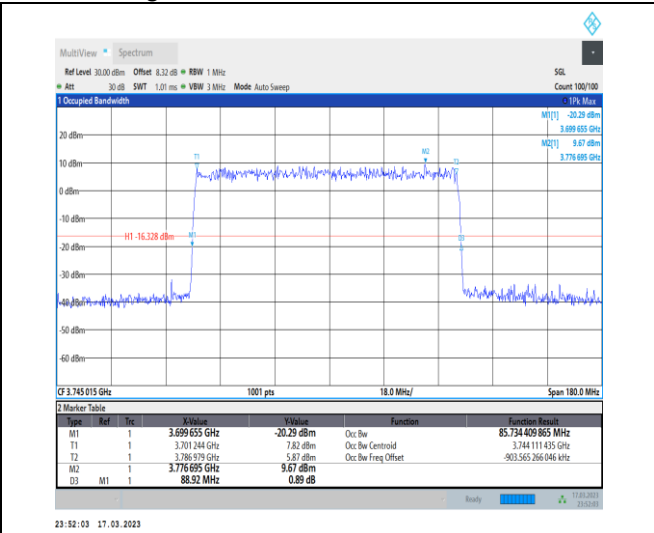 MultiView Spectrum
Ref Level 30.00 dBm Offset 8.32 dB RBW 1 MHz SGL
Att 30 dB SWT 1.01 ms VBW 3 MHz Mode Auto Sweep Count 100/100
1 Occupied Bandwidth 1Pk Max
M1[1] -20.29 dBm
3.699 655 GHz
M2[1] 9.67 dBm
3.776 695 GHz
20 dBm
10 dBm
T1 M2 T2
0 dBm
-10 dBm
H1 -16.328 dBm M1 D3
-20 dBm
-30 dBm
-40 dBm
-50 dBm
-60 dBm
CF 3.745 015 GHz 1001 pts 18.0 MHz/ Span 180.0 MHz
2 Marker Table
Type Ref Trc X-Value Y-Value Function Function Result
M1 1 3.699 655 GHz -20.29 dBm Occ Bw 85.734 409 865 MHz
T1 1 3.701 244 GHz 7.82 dBm Occ Bw Centroid 3.744 111 435 GHz
T2 1 3.786 979 GHz 5.87 dBm Occ Bw Freq Offset -903.565 266 046 kHz
M2 1 3.776 695 GHz 9.67 dBm
D3 M1 1 88.92 MHz 0.89 dB
Ready 17.03.2023
23:52:03
23:52:03 17.03.2023